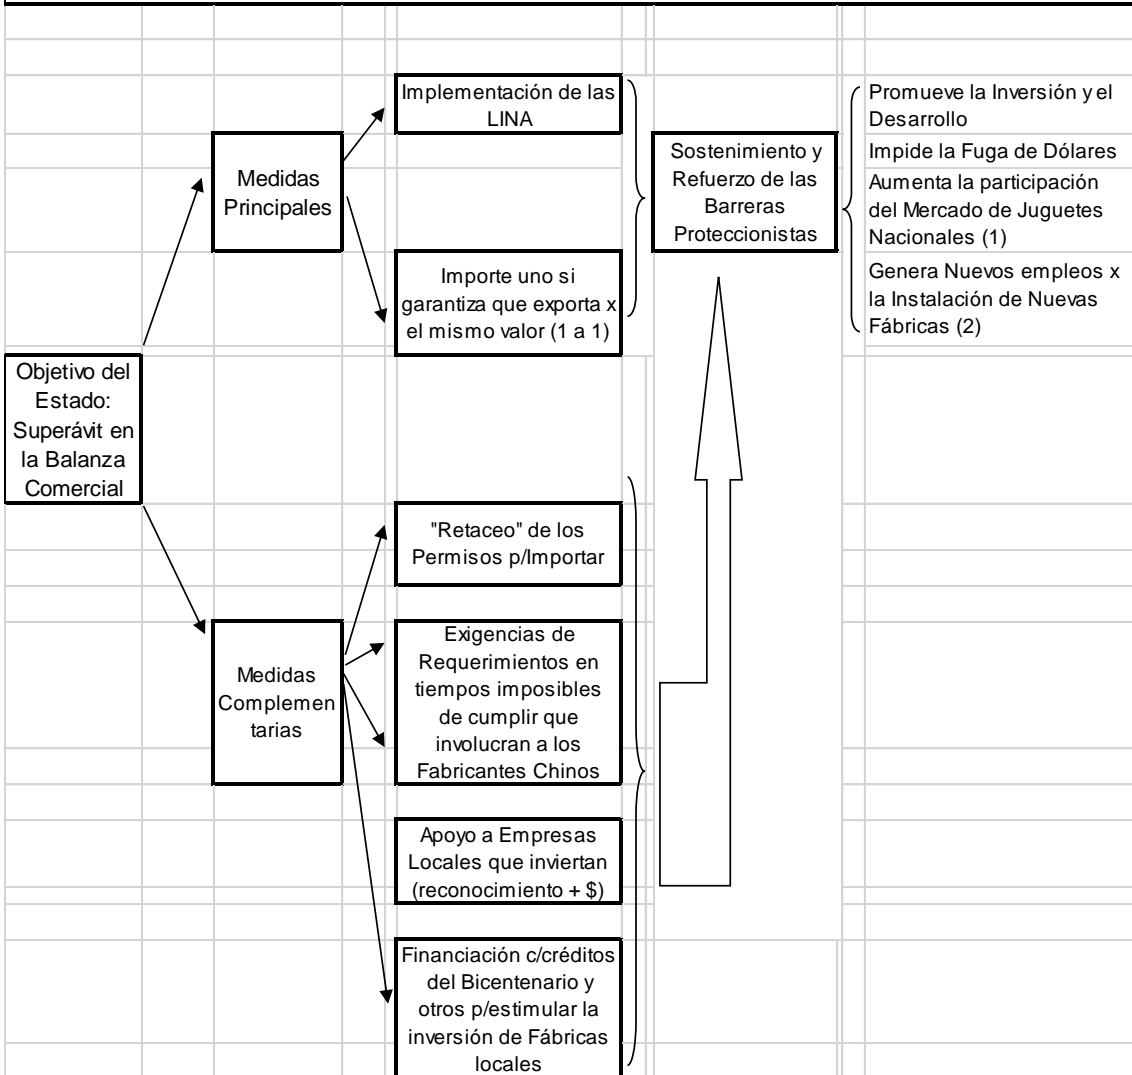 Implementación de las
LINA
Promueve la Inversión y el
Desarrollo
Medidas
Principales
Sostenimiento y
Refuerzo de las
Barreras
Proteccionistas
Impide la Fuga de Dólares
Aumenta la participación
del Mercado de Juguetes
Nacionales (1)
Importe uno si
garantiza que exporta x
el mismo valor (1 a 1)
Genera Nuevos empleos x
la Instalación de Nuevas
Fábricas (2)
Objetivo del
Estado:
Superávit en
la Balanza
Comercial
"Retaceo" de los
Permisos p/Importar
Medidas
Complemen
tarias
Exigencias de
Requerimientos en
tiempos imposibles
de cumplir que
involucran a los
Fabricantes Chinos
Apoyo a Empresas
Locales que inviertan
(reconocimiento + $)
Financiación c/créditos
del Bicentenario y
otros p/estimular la
inversión de Fábricas
locales